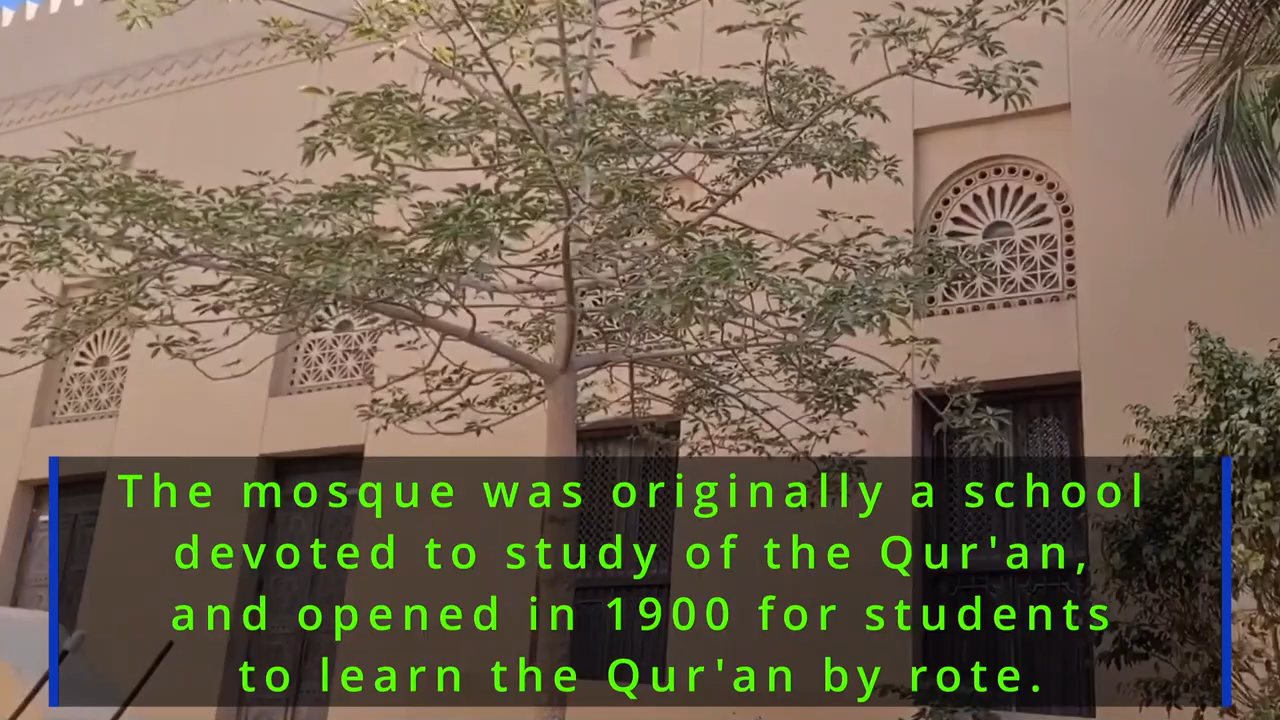 The mosque was originally a school
devoted to study of the Qur'an,
and opened in 1900 for students
to learn the Qur'an by rote.